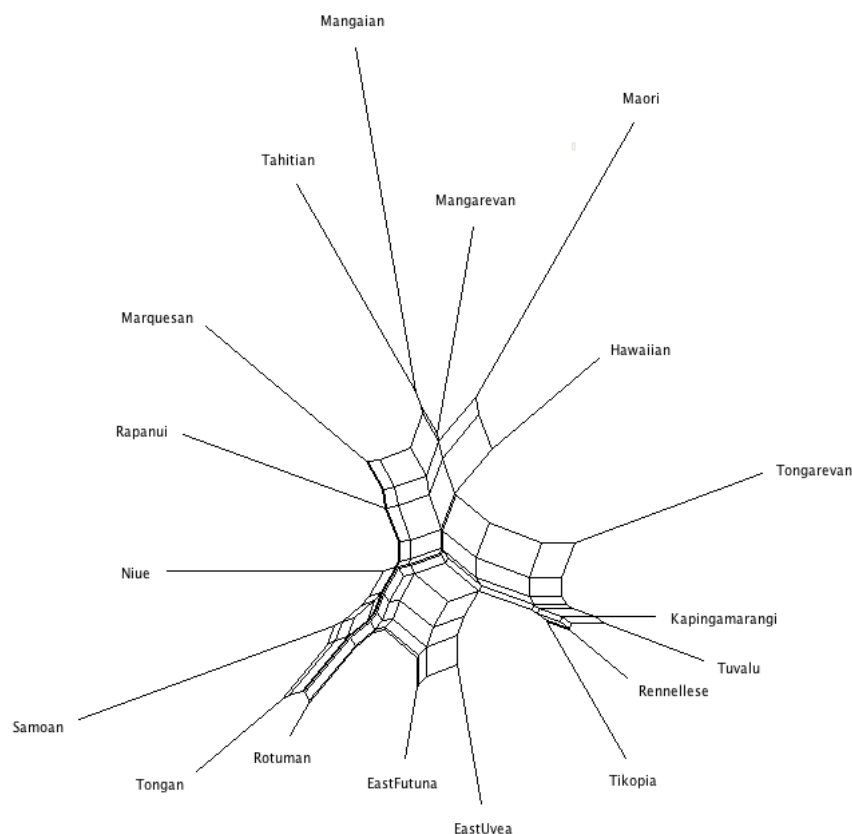 Mangaian
Maori
Tahitian
Mangarevan
Marquesan
Hawaiian
Rapanui
Tongarevan
Niue
Kapingamarangi
Tuvalu
Rennellese
Samoan
Rotuman
Tikopia
Tongan
EastFutuna
EastUvea